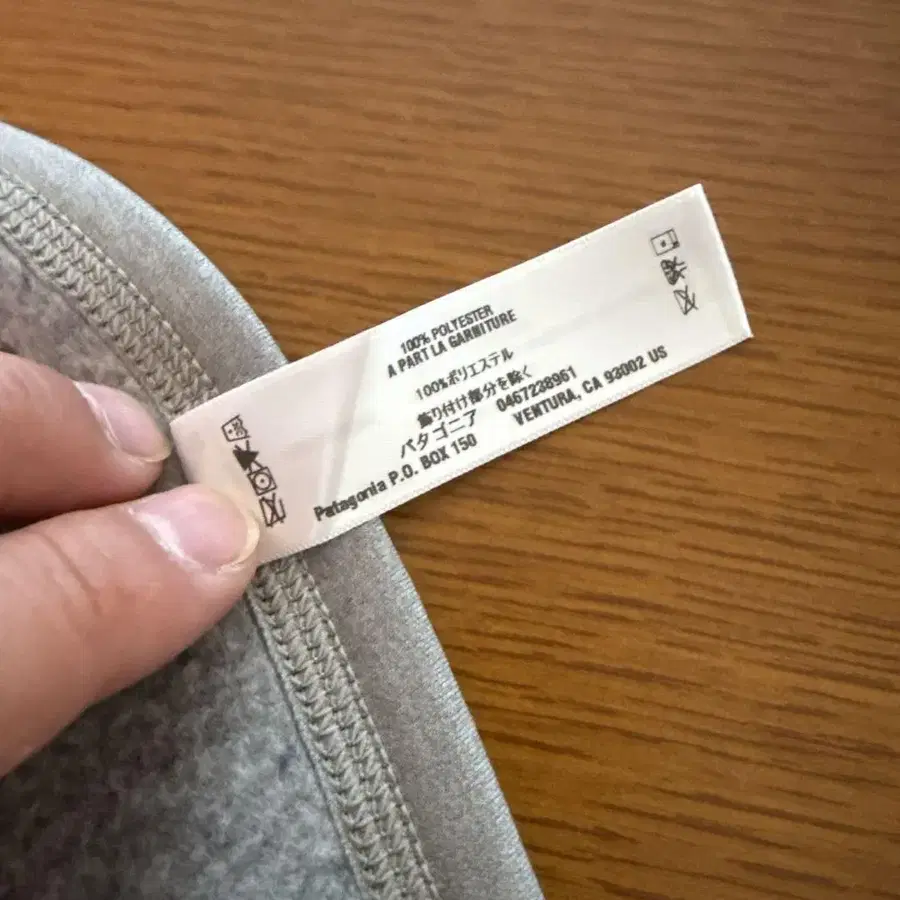 100% POLYESTER
A PART LA GARNITURE
100%ポリエステル
飾り付け部分を除く
パタゴニア 0467238961
Patagonia P.O. BOX 150 VENTURA, CA 93002 US